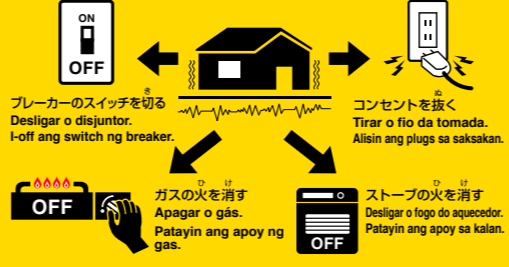 ON
OFF
ブレーカーのスイッチを切る
Desligar o disjuntor.
I-off ang switch ng breaker.
コンセントを抜く
Tirar o fio da tomada.
Alisin ang plugs sa saksakan.
OFF
ガスの火を消す
Apagar o gás.
Patayin ang apoy ng
gas.
OFF
ストーブの火を消す
Desligar o fogo do aquecedor.
Patayin ang apoy sa kalan.